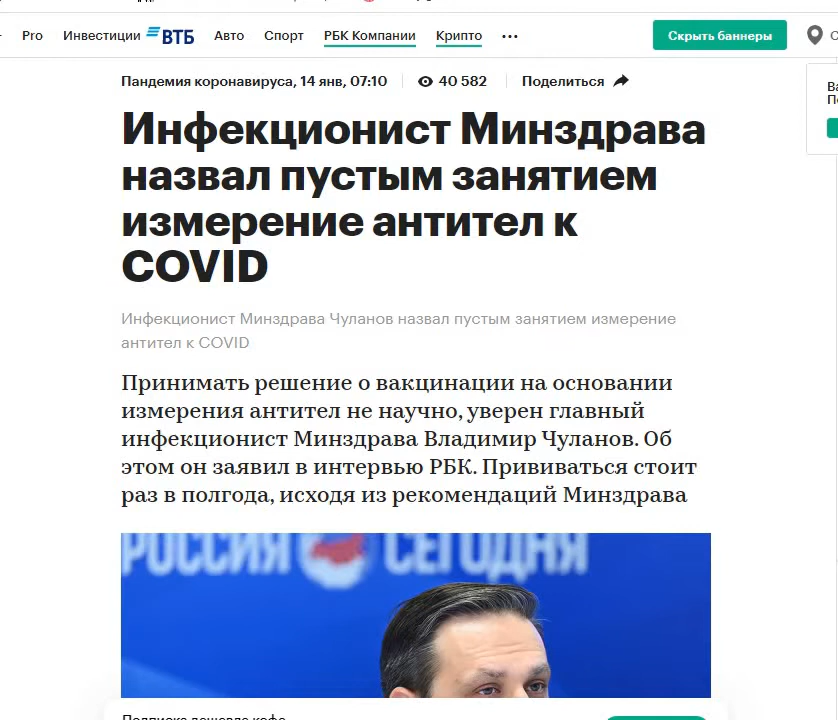 Pro Инвестиции ВТБ Авто Спорт РБК Компании Крипто ••• Скрыть баннеры
Пандемия коронавируса, 14 янв, 07:10 40 582 Поделиться
Инфекционист Минздрава
назвал пустым занятием
измерение антител к
COVID
Инфекционист Минздрава Чуланов назвал пустым занятием измерение
антител к COVID
Принимать решение о вакцинации на основании
измерения антител не научно, уверен главный
инфекционист Минздрава Владимир Чуланов. Об
этом он заявил в интервью РБК. Прививаться стоит
раз в полгода, исходя из рекомендаций Минздрава
РОССИЯ СЕГОДНЯ
Подписка дешевле кофе